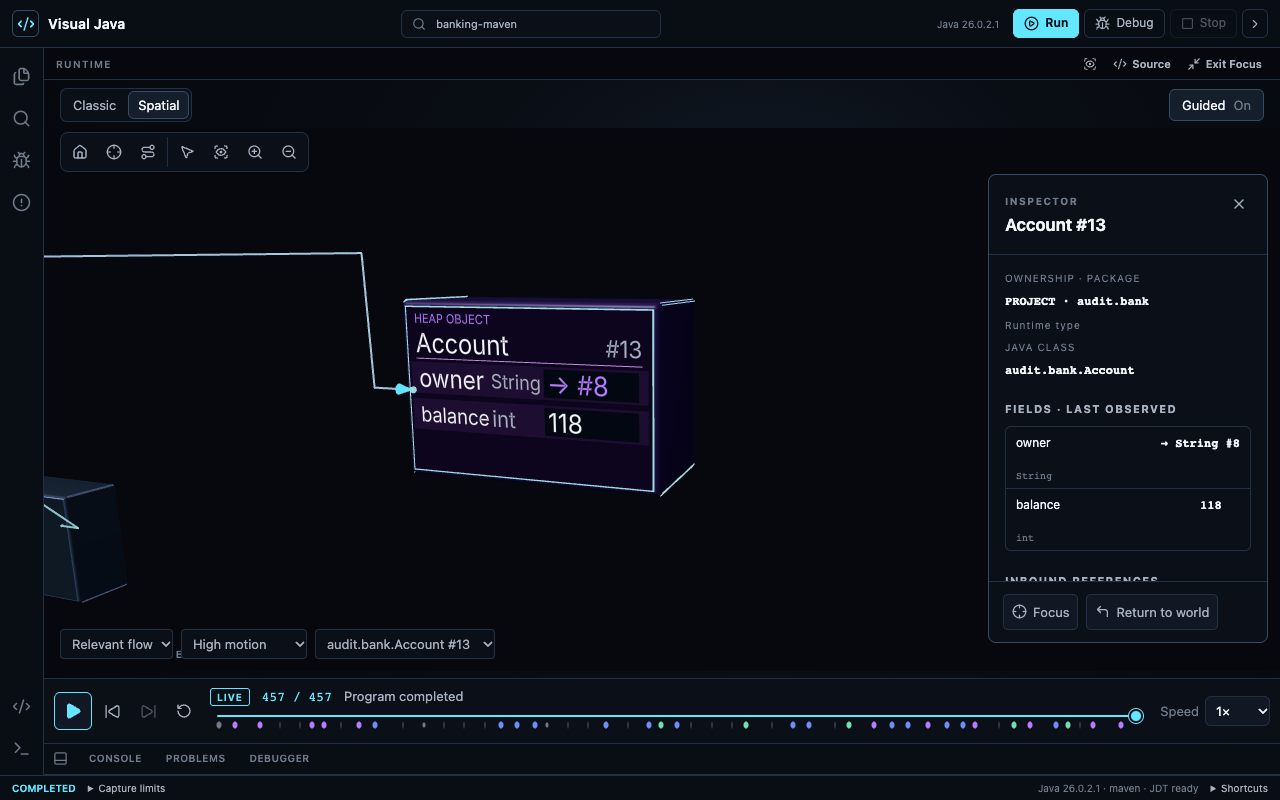 Visual Java
banking-maven
Java 26.0.2.1
Run
Debug
Stop
RUNTIME
Source
Exit Focus
Classic
Spatial
Guided On
HEAP OBJECT
Account #13
owner String → #8
balance int 118
INSPECTOR
Account #13
OWNERSHIP · PACKAGE
PROJECT · audit.bank
Runtime type
JAVA CLASS
audit.bank.Account
FIELDS · LAST OBSERVED
owner → String #8
String
balance 118
int
INBOUND REFERENCES
Focus
Return to world
Relevant flow
E
High motion
audit.bank.Account #13
LIVE 457 / 457 Program completed
Speed 1×
CONSOLE PROBLEMS DEBUGGER
COMPLETED Capture limits
Java 26.0.2.1 · maven · JDT ready Shortcuts